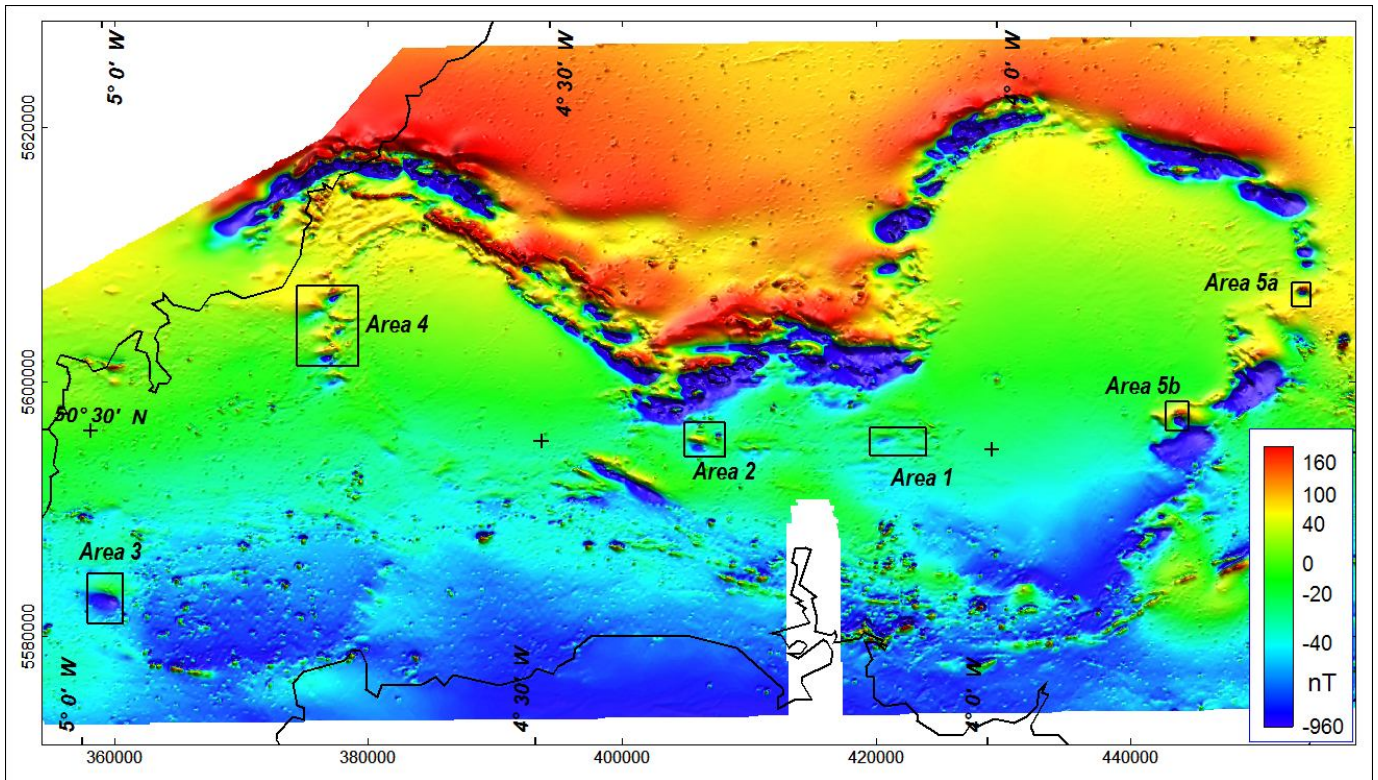 5° 0' W
4° 30' W
4° 0' W
5620000
Area 5a
Area 4
5600000
Area 5b
50° 30' N
Area 2
Area 1
160
100
40
0
-20
-40
nT
-960
Area 3
5580000
5° 0' W
4° 30' W
4° 0' W
360000
380000
400000
420000
440000